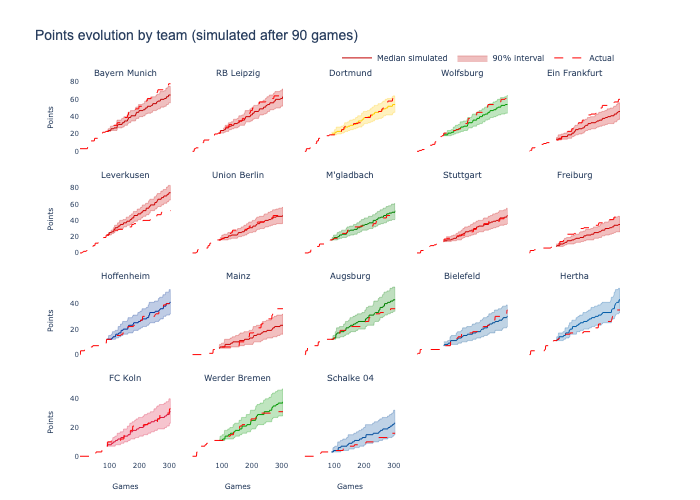 Points evolution by team (simulated after 90 games)
Median simulated 90% interval Actual
Bayern Munich RB Leipzig Dortmund Wolfsburg Ein Frankfurt
80
60
40
20
0
Points
Leverkusen Union Berlin M'gladbach Stuttgart Freiburg
80
60
40
20
0
Points
Hoffenheim Mainz Augsburg Bielefeld Hertha
40
20
0
Points
FC Koln Werder Bremen Schalke 04
40
20
0
Points
100 200 300 100 200 300 100 200 300
Games Games